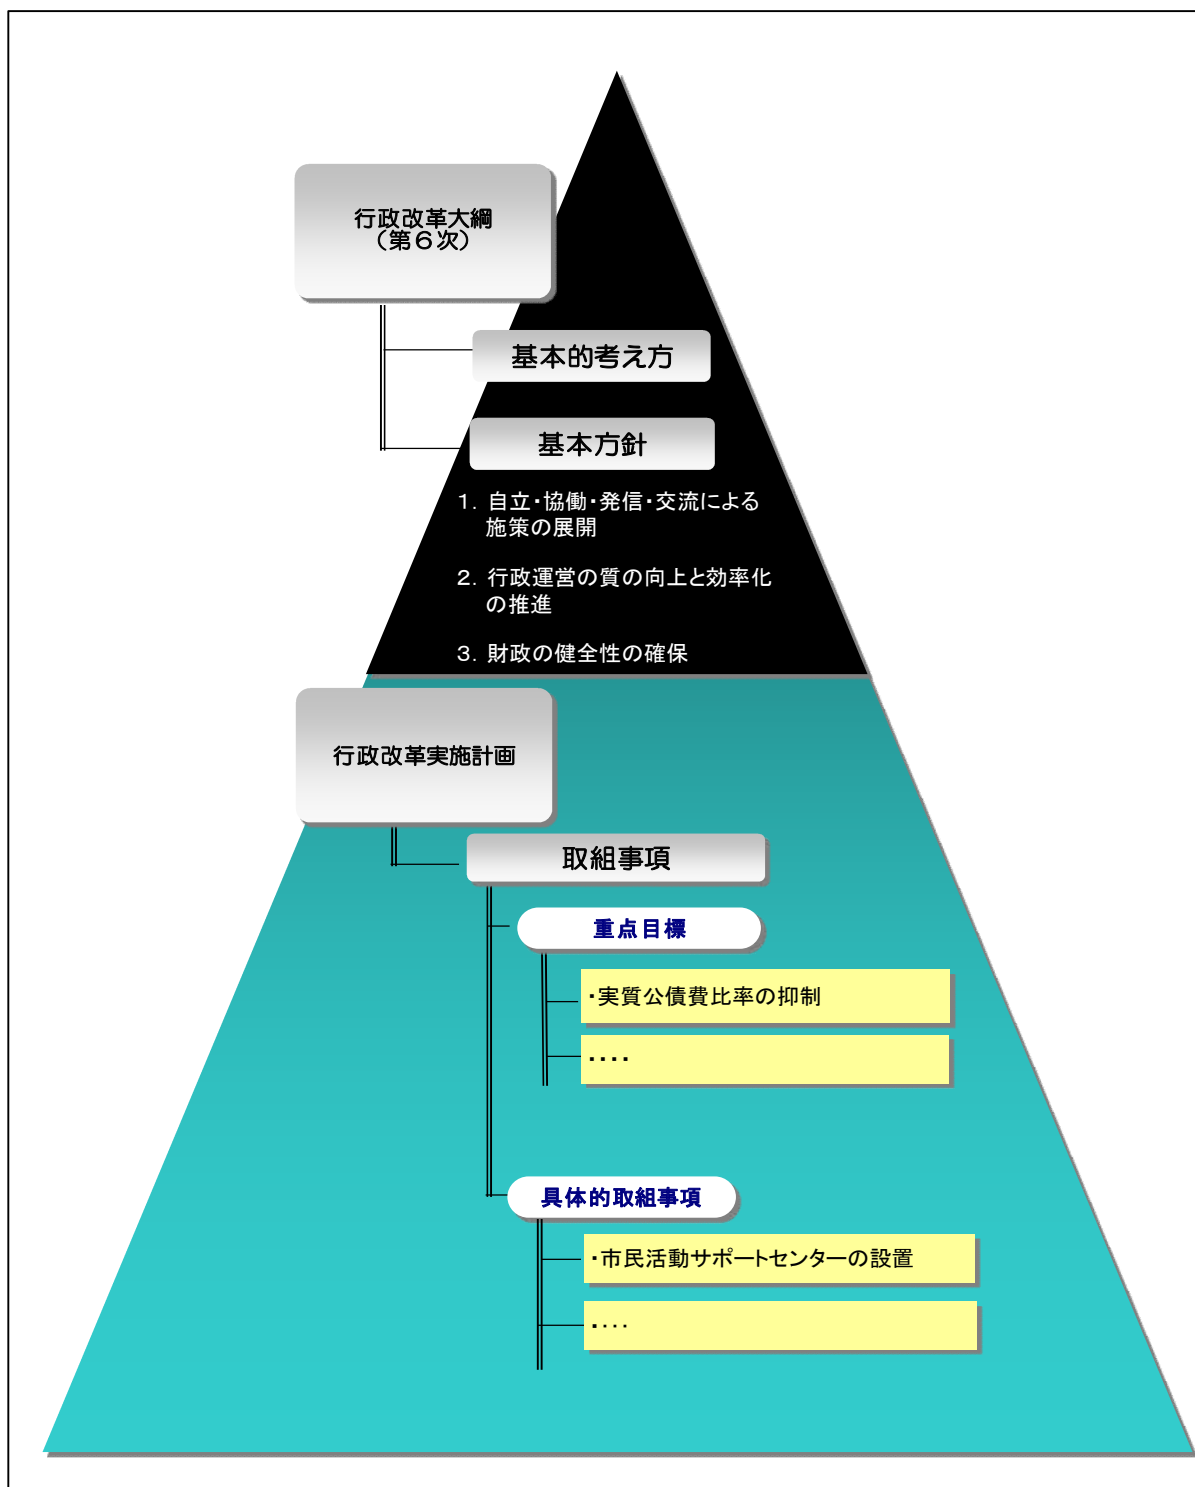 行政改革大綱
（第６次）
基本的考え方
基本方針
１．自立・協働・発信・交流による
施策の展開
２．行政運営の質の向上と効率化
の推進
３．財政の健全性の確保
行政改革実施計画
取組事項
重点目標
・実質公債費比率の抑制
・・・・
具体的取組事項
・市民活動サポートセンターの設置
・・・・